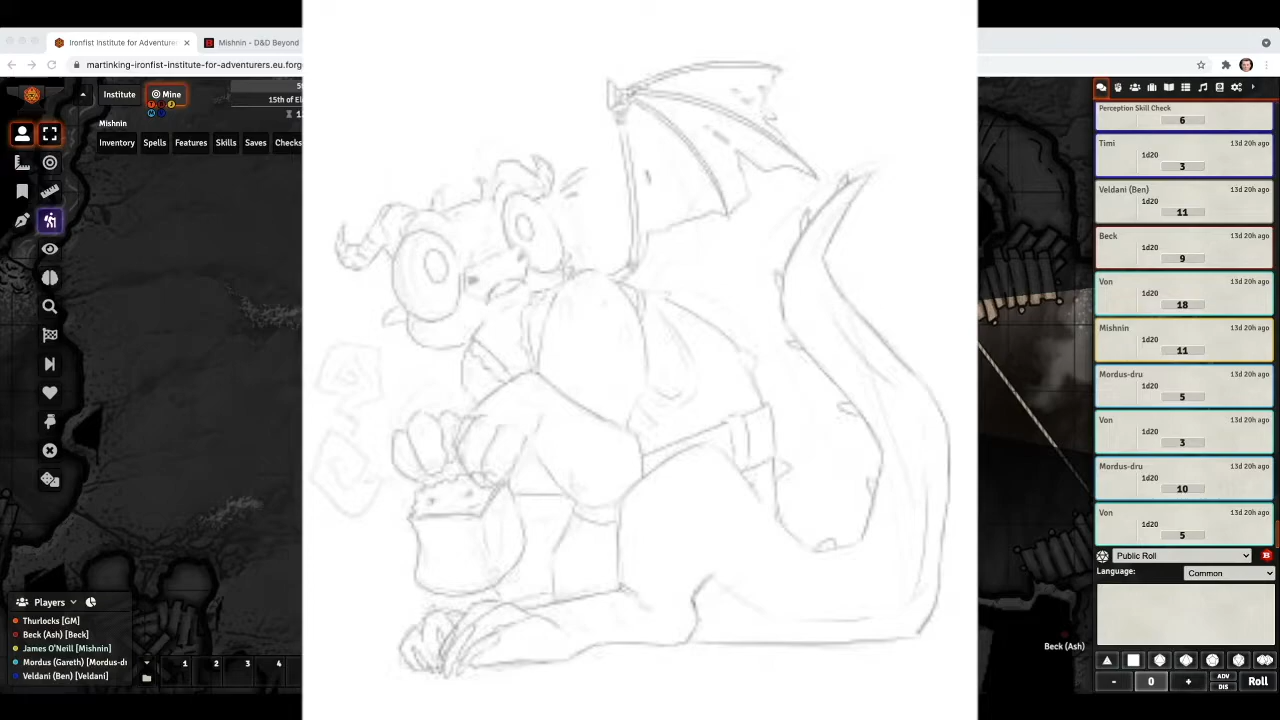 Ironfist Institute for Adventurer
Mishnin - D&D Beyond
martinking-ironfist-institute-for-adventurers.eu.forg
Institute
Mine
15th of El
Mishnin
Inventory
Spells
Features
Skills
Saves
Checks
Perception Skill Check
6
Timi
13d 20h ago
1d20
3
Veldani (Ben)
13d 20h ago
1d20
11
Beck
13d 20h ago
1d20
9
Von
13d 20h ago
1d20
18
Mishnin
13d 20h ago
1d20
11
Mordus-dru
13d 20h ago
1d20
5
Von
13d 20h ago
1d20
3
Mordus-dru
13d 20h ago
1d20
10
Von
13d 20h ago
1d20
5
Public Roll
Language:
Common
Players
Thurlocks [GM]
Beck (Ash) [Beck]
James O'Neill [Mishnin]
Mordus (Gareth) [Mordus-d
Veldani (Ben) [Veldani]
1
2
3
4
Beck (Ash)
-
0
+
ADV
DIS
Roll